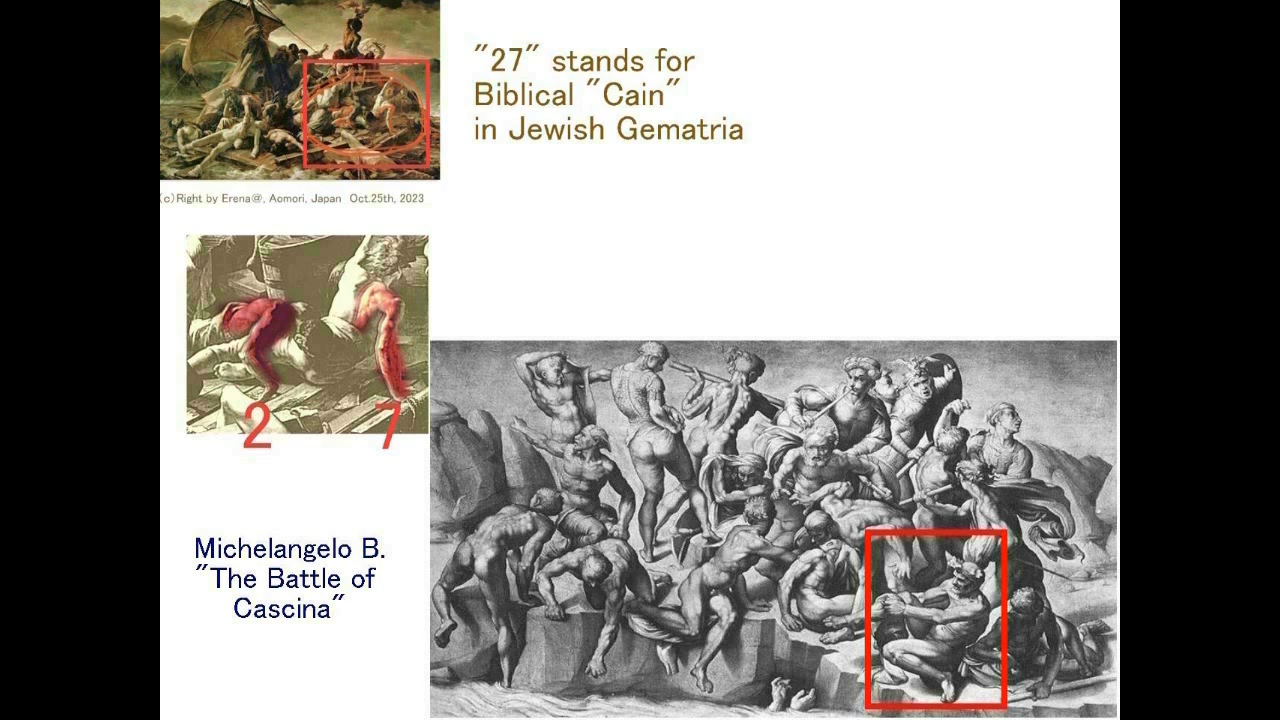 "27" stands for
Biblical "Cain"
in Jewish Gematria
(c)Right by Erena@, Aomori, Japan Oct.25th, 2023
2 7
Michelangelo B.
"The Battle of
Cascina"